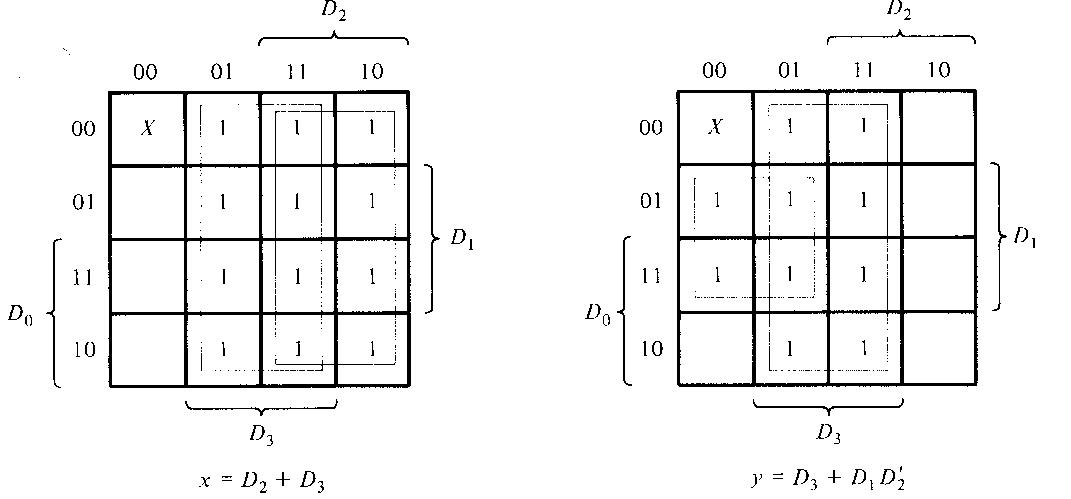 D₂ D₂
00 01 11 10 00 01 11 10
00 X 1 1 1 00 X 1 1
01 1 1 1 D₁ 01 1 1 1 D₁
11 1 1 1 11 1 1 1
D₀ D₀
10 1 1 1 10 1 1
D₃ D₃
x = D₂ + D₃ y = D₃ + D₁ D₂′